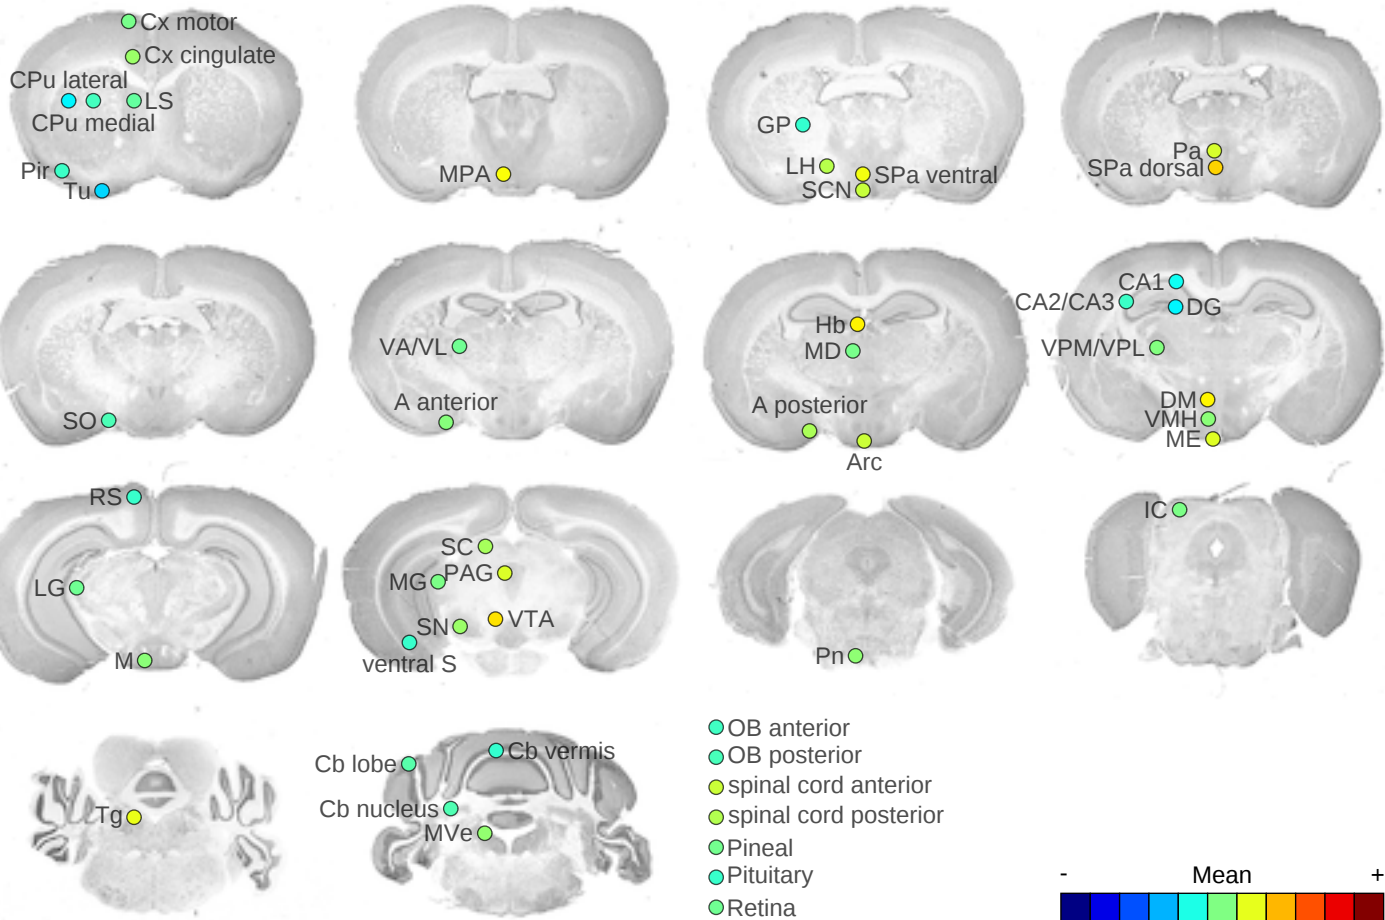 Cx motor
Cx cingulate
CPu lateral
LS
CPu medial
Pir
Tu
MPA
GP
LH
SPa ventral
SCN
Pa
SPa dorsal
SO
VA/VL
A anterior
Hb
MD
A posterior
Arc
CA1
CA2/CA3
DG
VPM/VPL
DM
VMH
ME
RS
LG
M
SC
PAG
MG
VTA
SN
ventral S
Pn
IC
Tg
Cb vermis
Cb lobe
Cb nucleus
MVe
OB anterior
OB posterior
spinal cord anterior
spinal cord posterior
Pineal
Pituitary
Retina
- Mean +